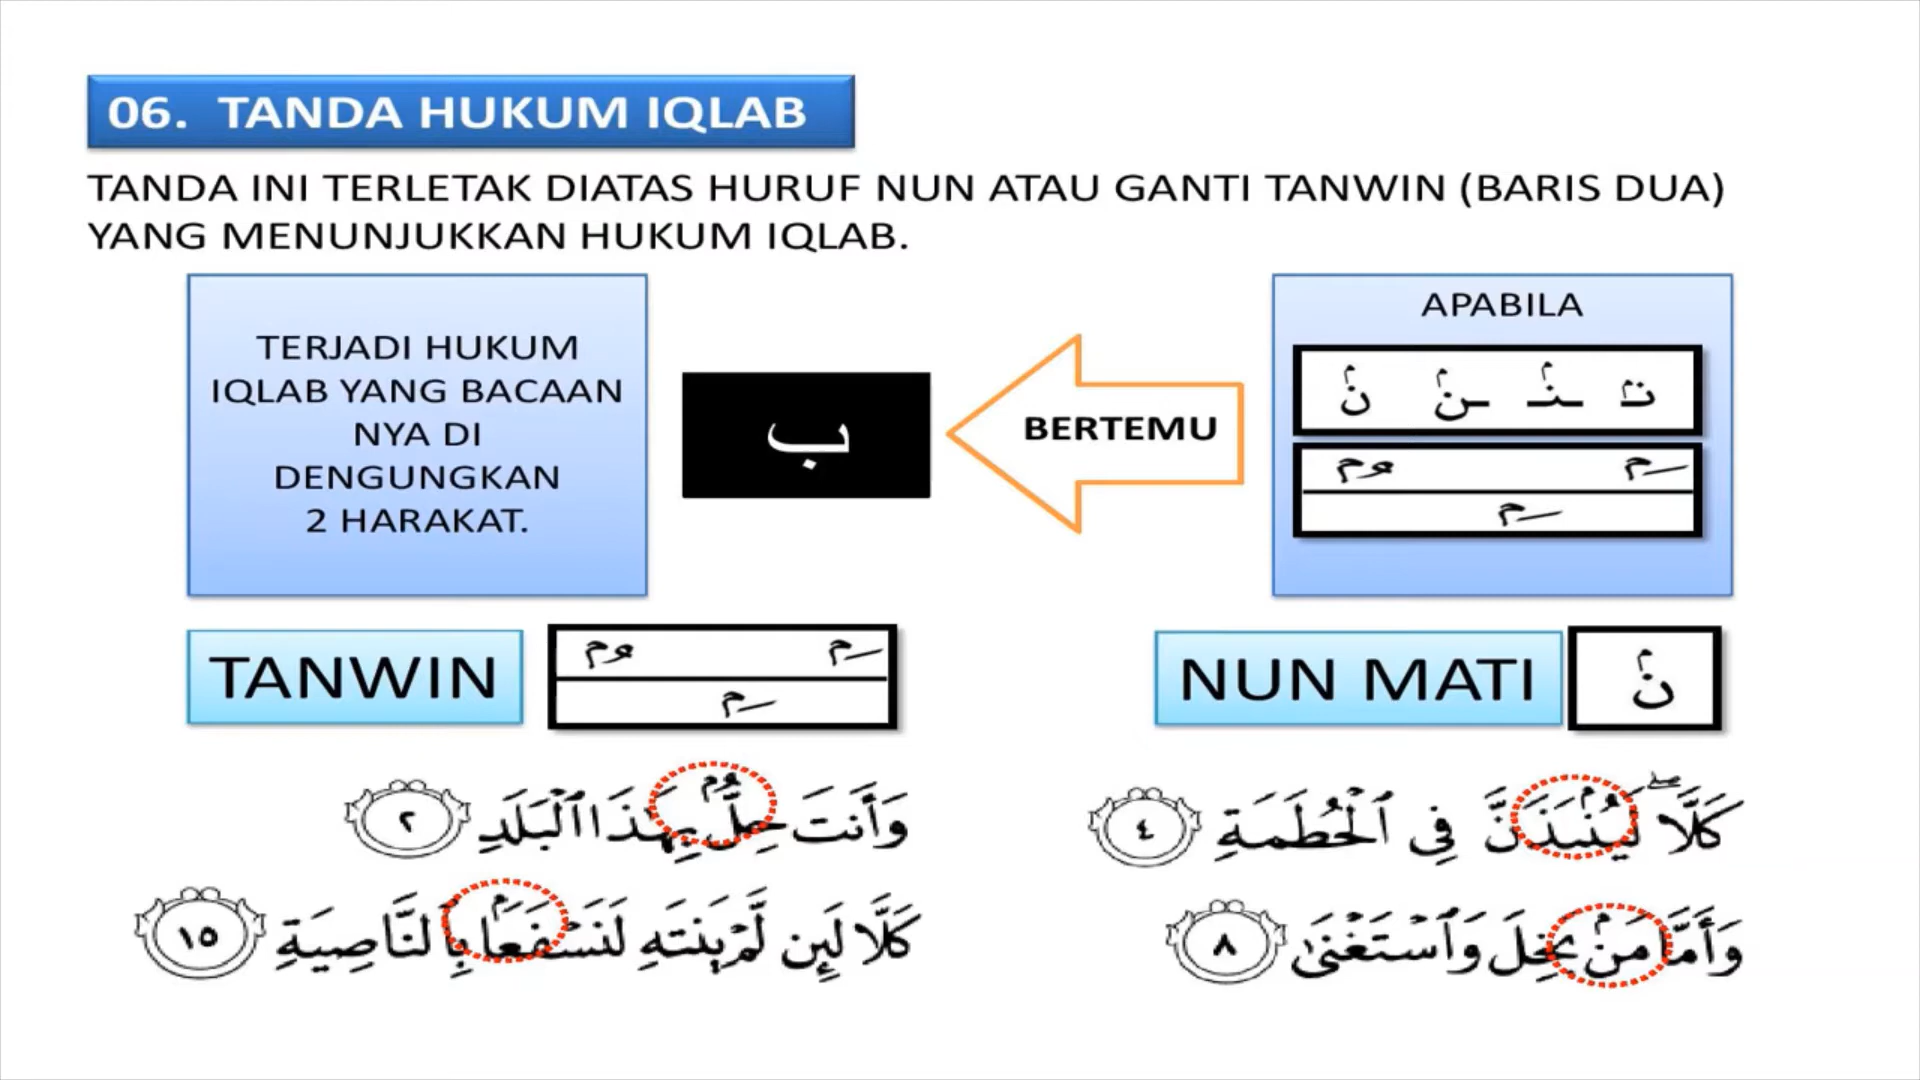 06. TANDA HUKUM IQLAB
TANDA INI TERLETAK DIATAS HURUF NUN ATAU GANTI TANWIN (BARIS DUA)
YANG MENUNJUKKAN HUKUM IQLAB.
TERJADI HUKUM
IQLAB YANG BACAAN
NYA DI
DENGUNGKAN
2 HARAKAT.
ب
BERTEMU
APABILA
TANWIN
NUN MATI
نۢ
وَأَنتَ حِلٌّۢ بِهَٰذَا ٱلْبَلَدِ ٢
كَلَّا لَئِن لَّمْ يَنتَهِ لَنَسْفَعَۢا بِٱلنَّاصِيَةِ ١٥
كَلَّا ۖ لَيُنۢبَذَنَّ فِى ٱلْحُطَمَةِ ٤
وَأَمَّا مَنۢ بَخِلَ وَٱسْتَغْنَىٰ ٨